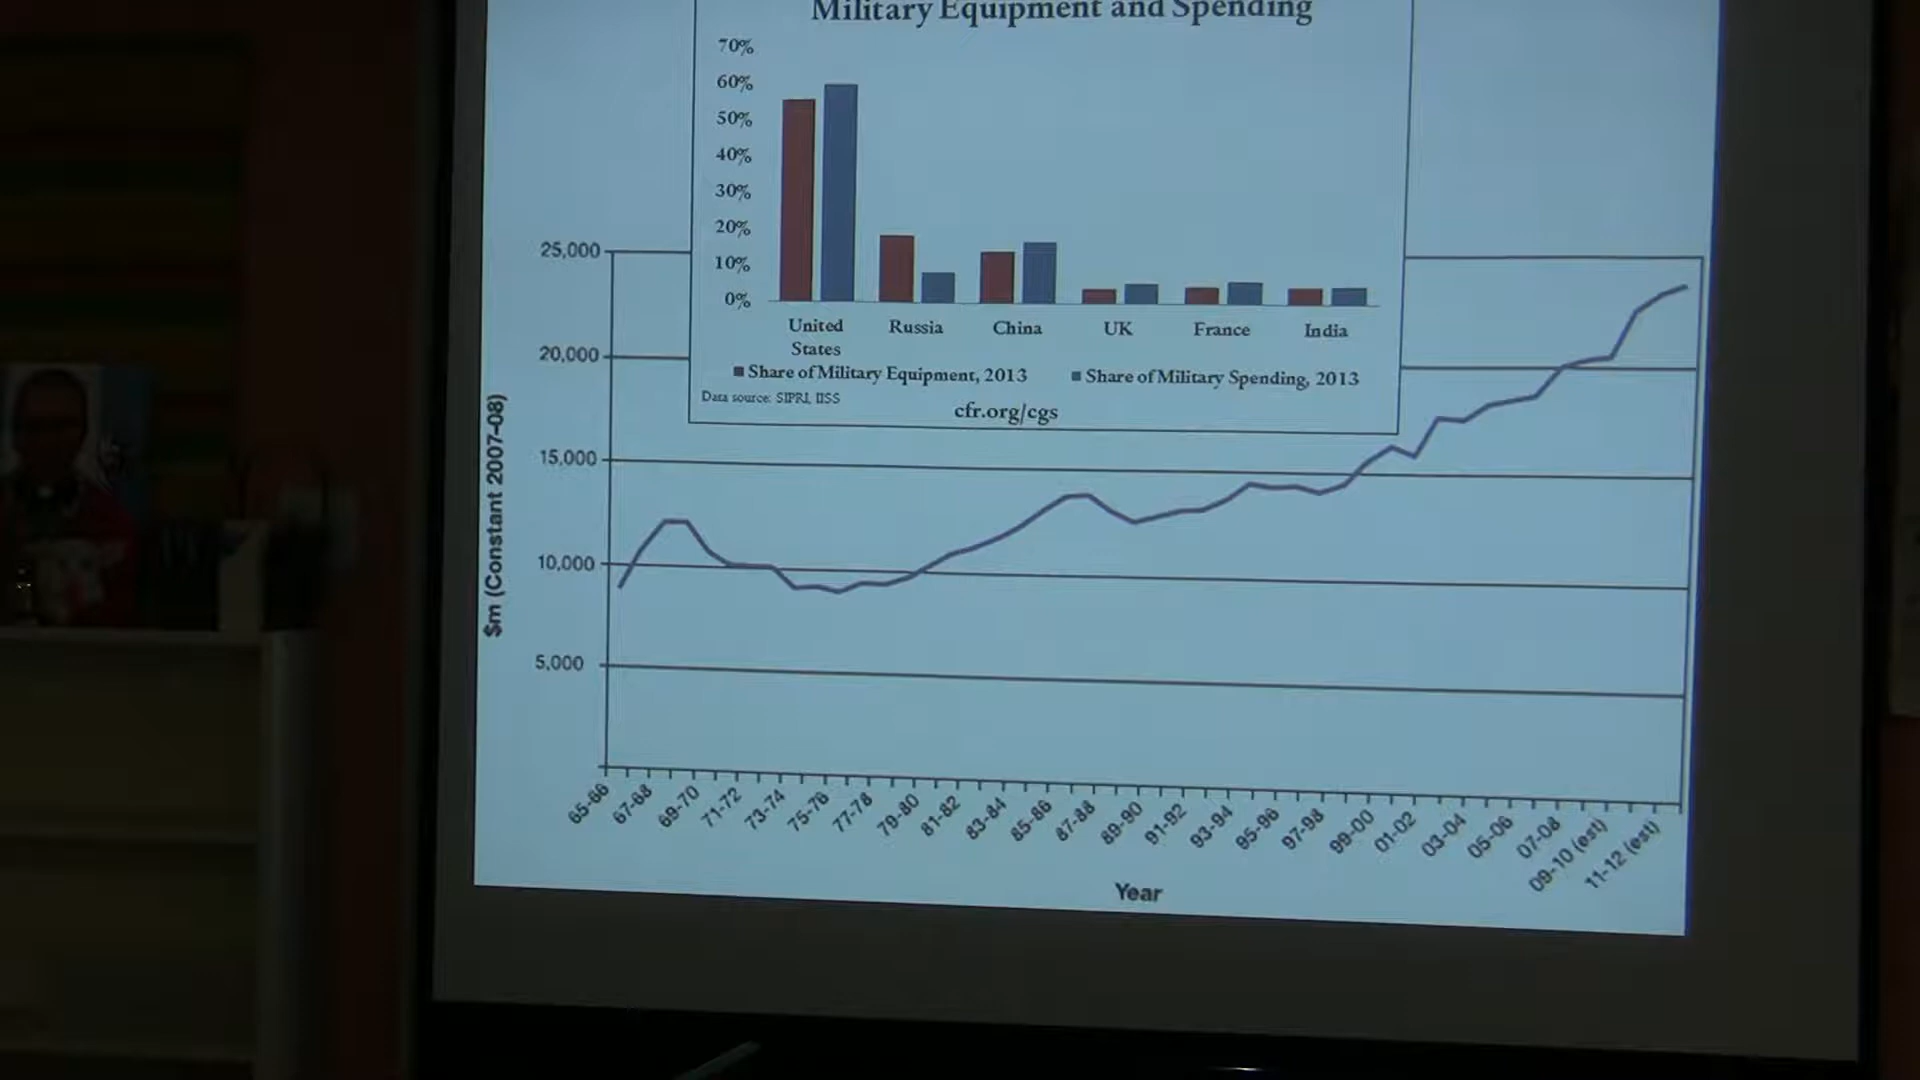 Military Equipment and Spending
70%
60%
50%
40%
30%
20%
10%
0%
United States
Russia
China
UK
France
India
Share of Military Equipment, 2013
Share of Military Spending, 2013
Data source: SIPRI, IISS
cfr.org/cgs
25,000
20,000
15,000
10,000
5,000
$m (Constant 2007-08)
65-66
67-68
69-70
71-72
73-74
75-76
77-78
79-80
81-82
83-84
85-86
87-88
89-90
91-92
93-94
95-96
97-98
99-00
01-02
03-04
05-06
07-08
09-10 (est)
11-12 (est)
Year